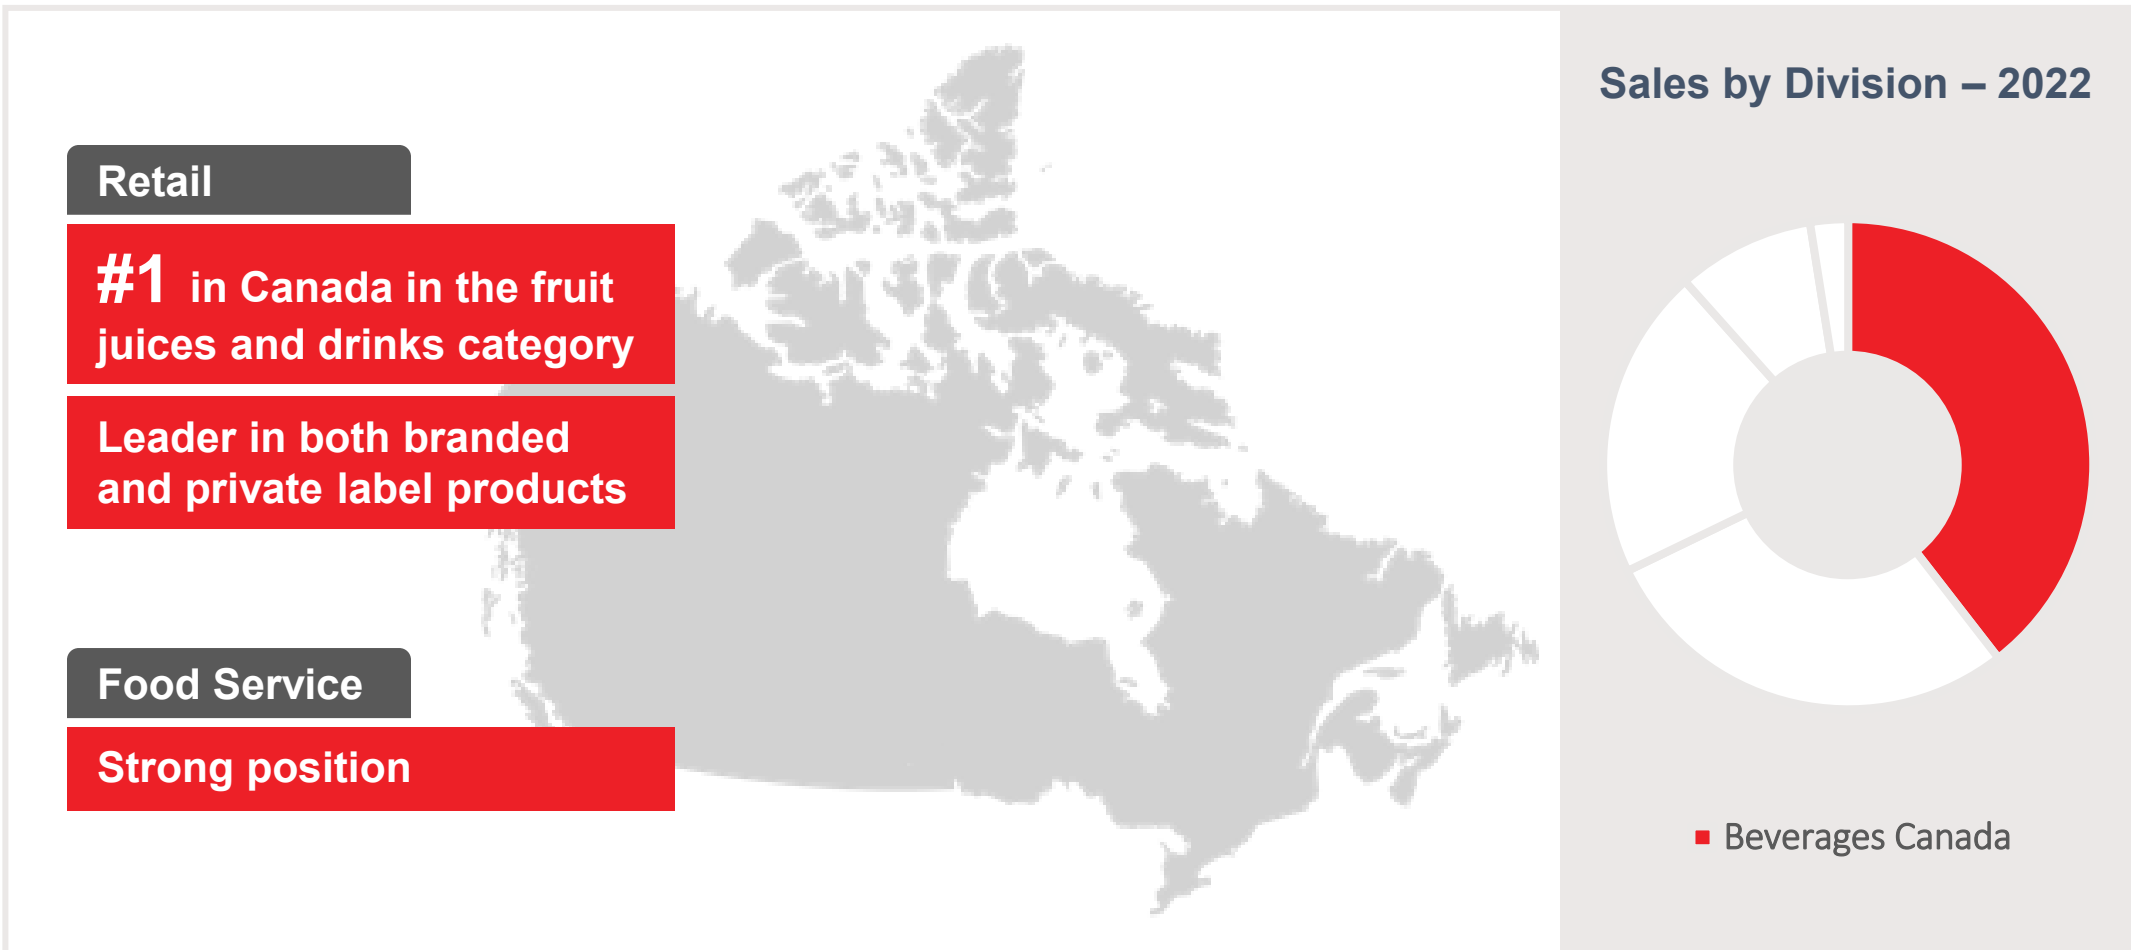 Retail
#1 in Canada in the fruit
juices and drinks category
Leader in both branded
and private label products
Food Service
Strong position
Sales by Division – 2022
Beverages Canada